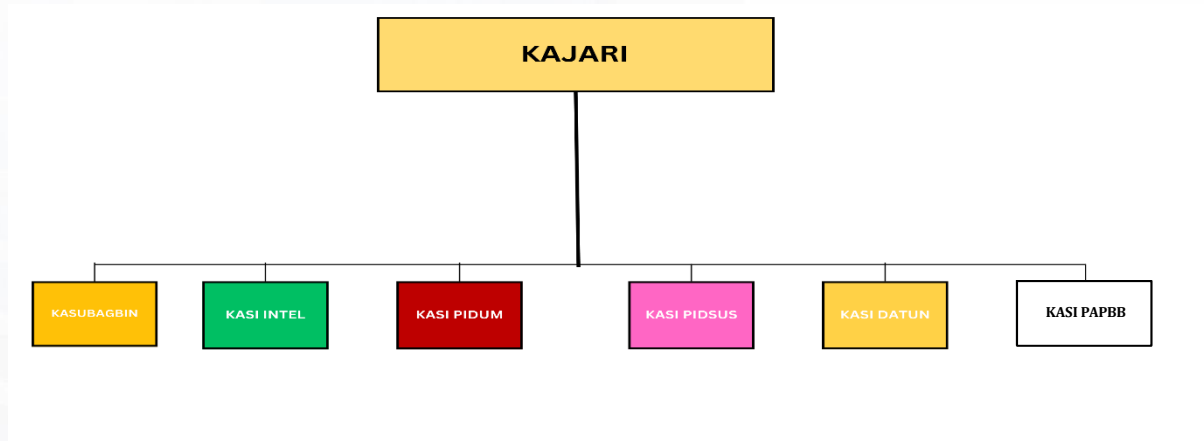 KAJARI
KASUBAGBIN
KASI INTEL
KASI PIDUM
KASI PIDSUS
KASI DATUN
KASI PAPBB